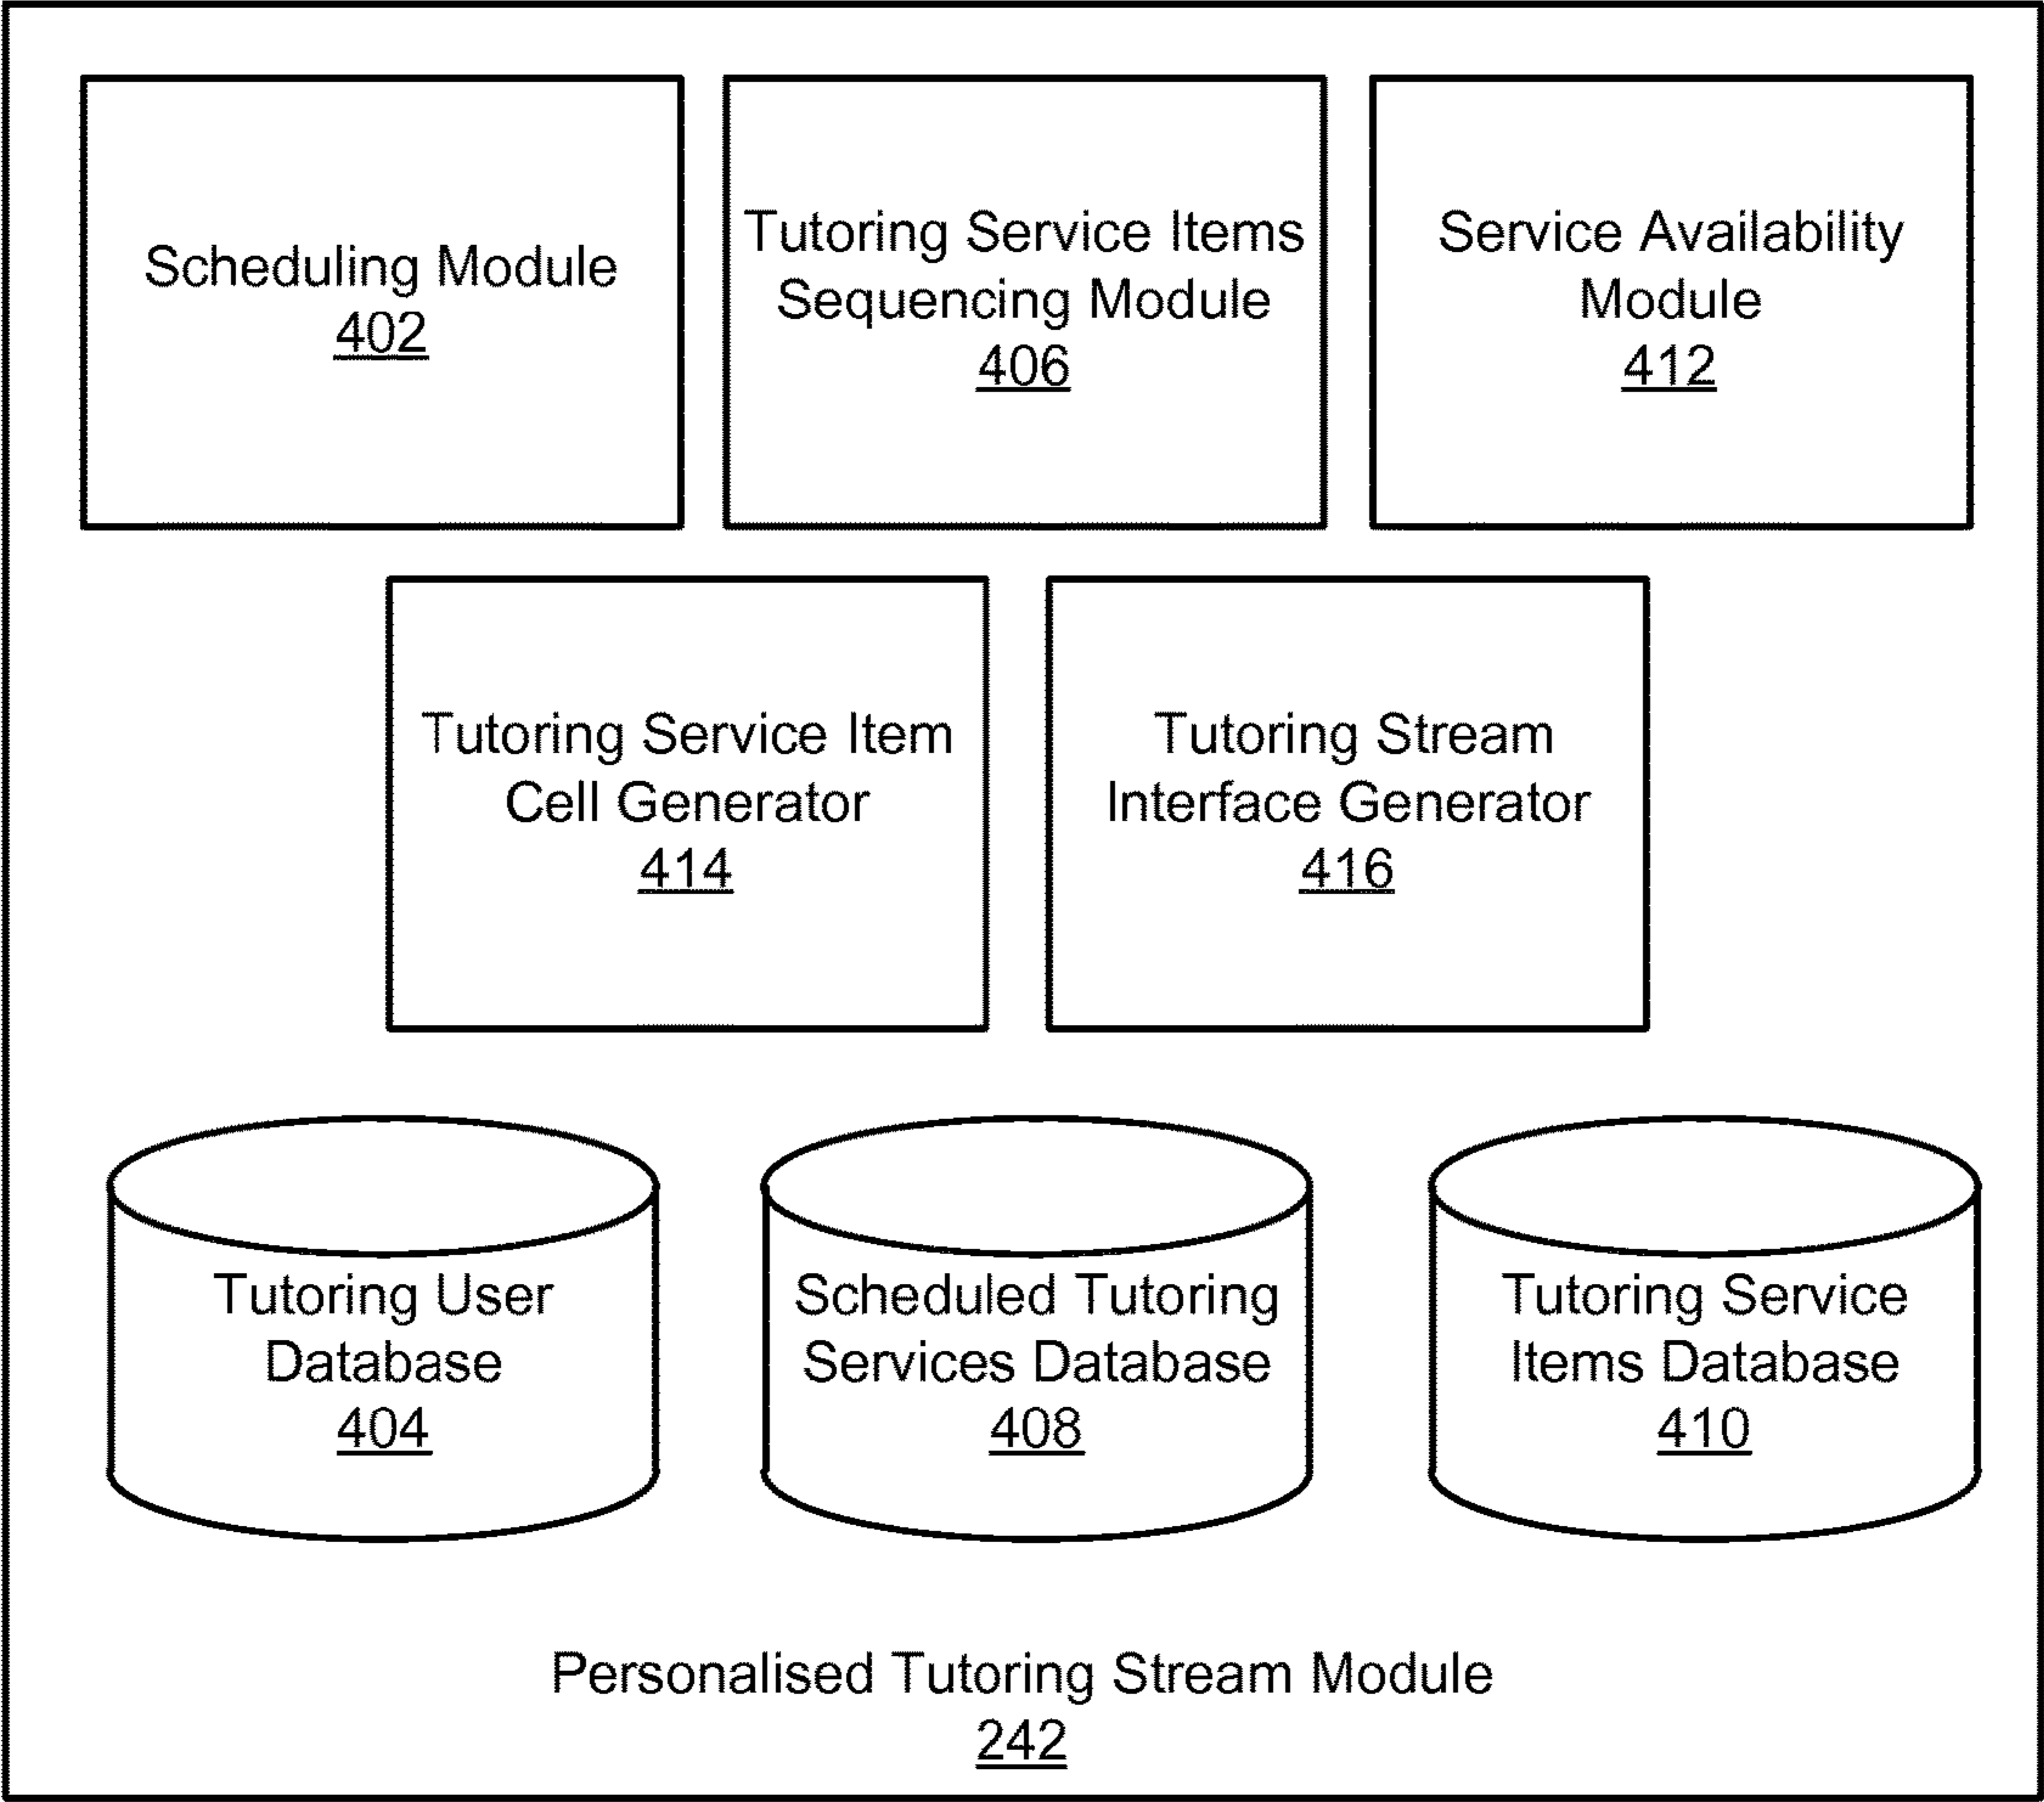 Scheduling Module
402
Tutoring Service Items
Sequencing Module
406
Service Availability
Module
412
Tutoring Service Item
Cell Generator
414
Tutoring Stream
Interface Generator
416
Tutoring User
Database
404
Scheduled Tutoring
Services Database
408
Tutoring Service
Items Database
410
Personalised Tutoring Stream Module
242